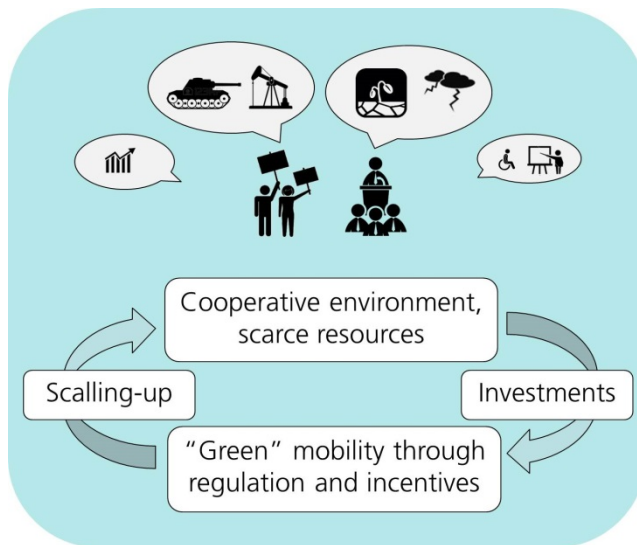 Cooperative environment,
scarce resources
Scalling-up
Investments
“Green” mobility through
regulation and incentives